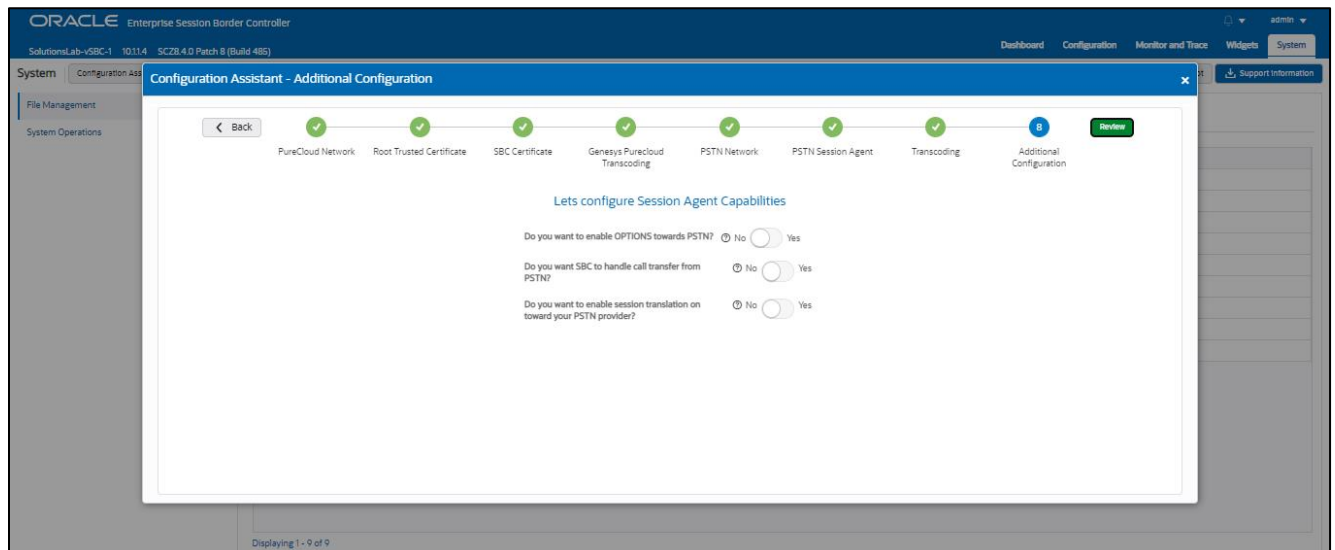 ORACLE Enterprise Session Border Controller
admin
SolutionsLab-vSBC-1 10.1.1.4 SCZ8.4.0 Patch 8 (Build 485)
Dashboard Configuration Monitor and Trace Widgets System
System Configuration Ass
Support Information
Configuration Assistant - Additional Configuration
×
File Management
System Operations
Back
8
Review
PureCloud Network
Root Trusted Certificate
SBC Certificate
Genesys Purecloud
Transcoding
PSTN Network
PSTN Session Agent
Transcoding
Additional
Configuration
Lets configure Session Agent Capabilities
Do you want to enable OPTIONS towards PSTN? No Yes
Do you want SBC to handle call transfer from
PSTN? No Yes
Do you want to enable session translation on
toward your PSTN provider? No Yes
Displaying 1 - 9 of 9